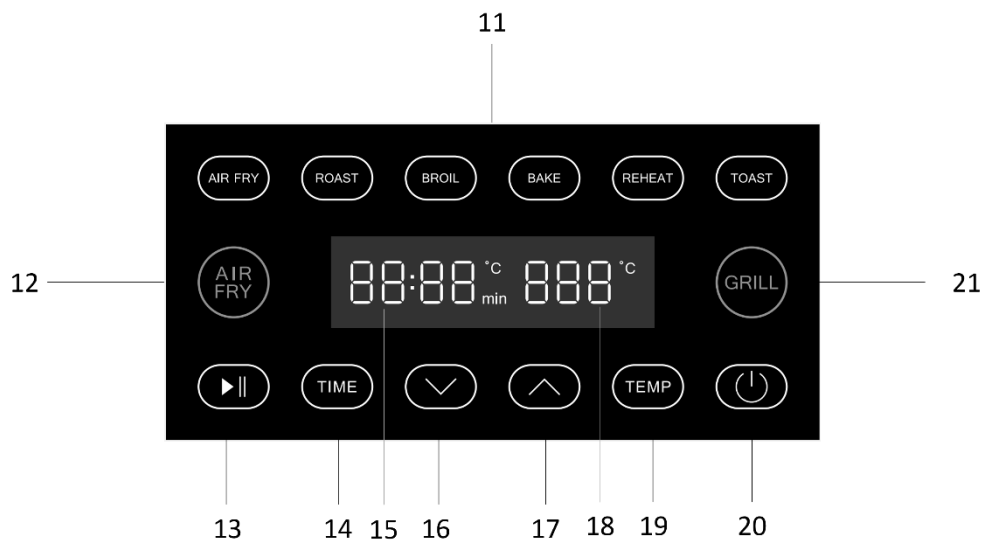 11
AIR FRY ROAST BROIL BAKE REHEAT TOAST
12 AIR FRY 88:88 °C min 888 °C GRILL 21
TIME TEMP
13 14 15 16 17 18 19 20